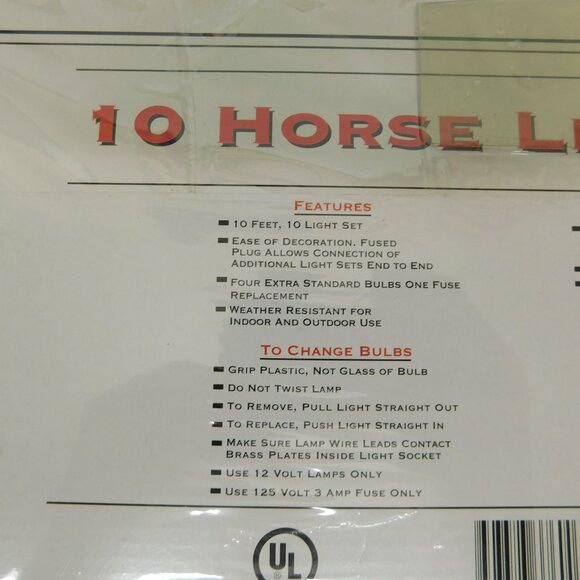 10 HORSE LI
FEATURES
10 FEET, 10 LIGHT SET
EASE OF DECORATION. FUSED
PLUG ALLOWS CONNECTION OF
ADDITIONAL LIGHT SETS END TO END
FOUR EXTRA STANDARD BULBS ONE FUSE
REPLACEMENT
WEATHER RESISTANT FOR
INDOOR AND OUTDOOR USE
TO CHANGE BULBS
GRIP PLASTIC, NOT GLASS OF BULB
DO NOT TWIST LAMP
TO REMOVE, PULL LIGHT STRAIGHT OUT
TO REPLACE, PUSH LIGHT STRAIGHT IN
MAKE SURE LAMP WIRE LEADS CONTACT
BRASS PLATES INSIDE LIGHT SOCKET
USE 12 VOLT LAMPS ONLY
USE 125 VOLT 3 AMP FUSE ONLY
UL
®